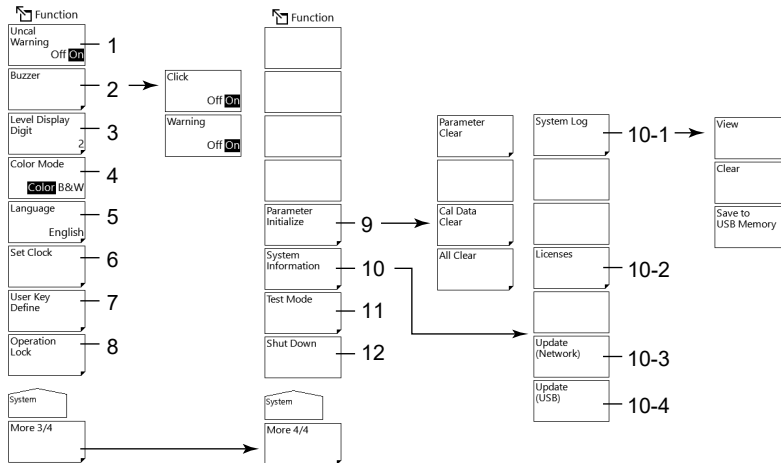 Function
Uncal
Warning
Off On
1
Buzzer
2
Click
Off On
Warning
Off On
Level Display
Digit
2
3
Color Mode
Color B&W
4
Language
English
5
Set Clock
6
User Key
Define
7
Operation
Lock
8
System
More 3/4
Function
Parameter
Initialize
9
System
Information
10
Test Mode
11
Shut Down
12
System
More 4/4
Parameter
Clear
Cal Data
Clear
All Clear
System Log
10-1
Licenses
10-2
Update
(Network)
10-3
Update
(USB)
10-4
View
Clear
Save to
USB Memory